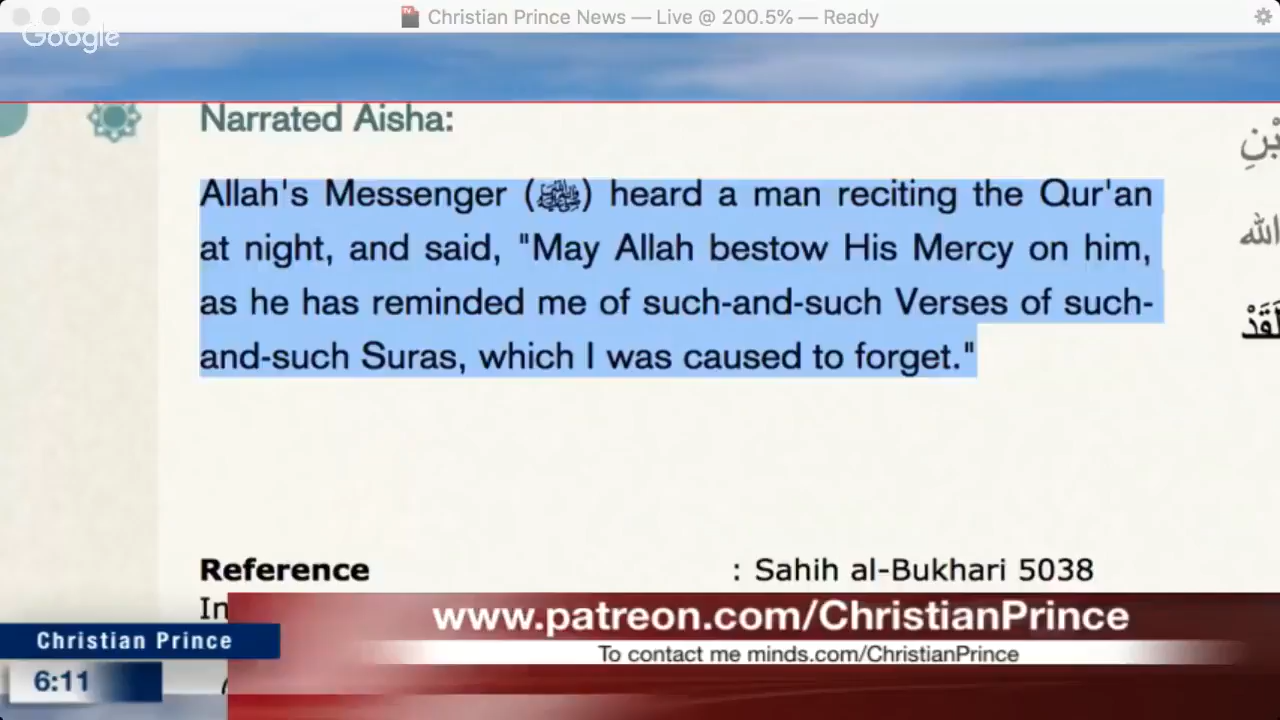 Christian Prince News — Live @ 200.5% — Ready
Google
Narrated Aisha:
Allah's Messenger (ﷺ) heard a man reciting the Qur'an
at night, and said, "May Allah bestow His Mercy on him,
as he has reminded me of such-and-such Verses of such-
and-such Suras, which I was caused to forget."
بْنِ
الله
لَقَدْ
Reference : Sahih al-Bukhari 5038
In
www.patreon.com/ChristianPrince
To contact me minds.com/ChristianPrince
Christian Prince
6:11